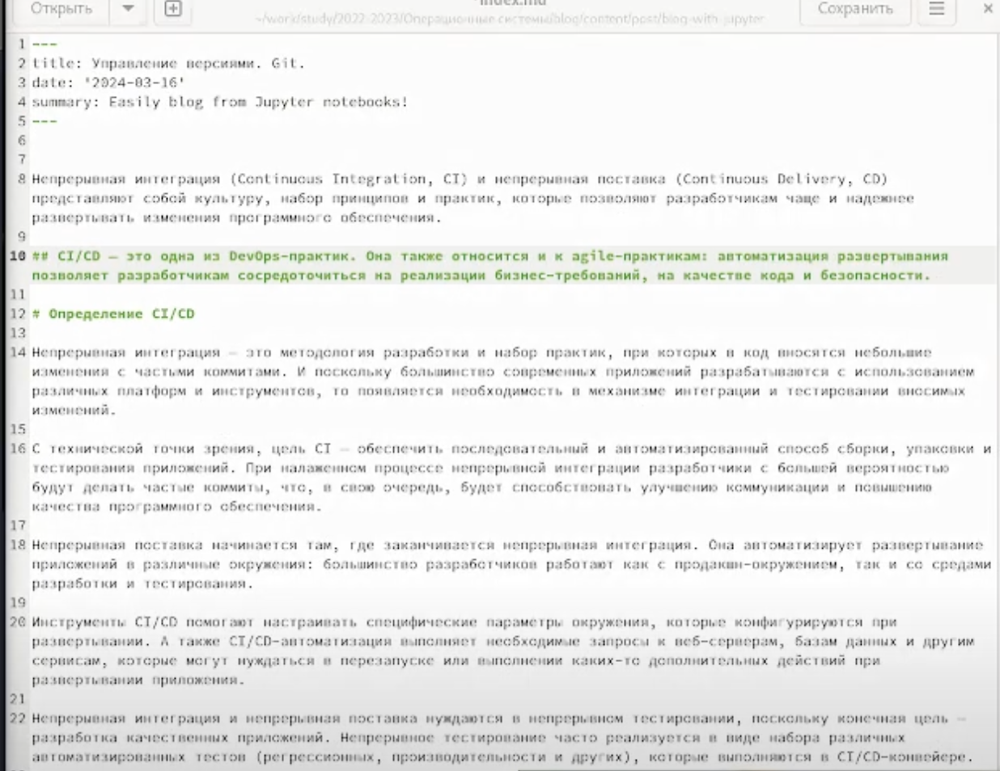 Открыть
*index.md
~/work/study/2022-2023/Операционные системы/blog/content/post/blog-with-jupyter
Сохранить
1 ---
2 title: Управление версиями. Git.
3 date: '2024-03-16'
4 summary: Easily blog from Jupyter notebooks!
5 ---
6
7
8 Непрерывная интеграция (Continuous Integration, CI) и непрерывная поставка (Continuous Delivery, CD)
представляют собой культуру, набор принципов и практик, которые позволяют разработчикам чаще и надежнее
развертывать изменения программного обеспечения.
9
10 ## CI/CD — это одна из DevOps-практик. Она также относится и к agile-практикам: автоматизация развертывания
позволяет разработчикам сосредоточиться на реализации бизнес-требований, на качестве кода и безопасности.
11
12 # Определение CI/CD
13
14 Непрерывная интеграция — это методология разработки и набор практик, при которых в код вносятся небольшие
изменения с частыми коммитами. И поскольку большинство современных приложений разрабатываются с использованием
различных платформ и инструментов, то появляется необходимость в механизме интеграции и тестировании вносимых
изменений.
15
16 С технической точки зрения, цель CI — обеспечить последовательный и автоматизированный способ сборки, упаковки и
тестирования приложений. При налаженном процессе непрерывной интеграции разработчики с большей вероятностью
будут делать частые коммиты, что, в свою очередь, будет способствовать улучшению коммуникации и повышению
качества программного обеспечения.
17
18 Непрерывная поставка начинается там, где заканчивается непрерывная интеграция. Она автоматизирует развертывание
приложений в различные окружения: большинство разработчиков работают как с продакшн-окружением, так и со средами
разработки и тестирования.
19
20 Инструменты CI/CD помогают настраивать специфические параметры окружения, которые конфигурируются при
развертывании. А также CI/CD-автоматизация выполняет необходимые запросы к веб-серверам, базам данных и другим
сервисам, которые могут нуждаться в перезапуске или выполнении каких-то дополнительных действий при
развертывании приложения.
21
22 Непрерывная интеграция и непрерывная поставка нуждаются в непрерывном тестировании, поскольку конечная цель —
разработка качественных приложений. Непрерывное тестирование часто реализуется в виде набора различных
автоматизированных тестов (регрессионных, производительности и других), которые выполняются в CI/CD-конвейере.